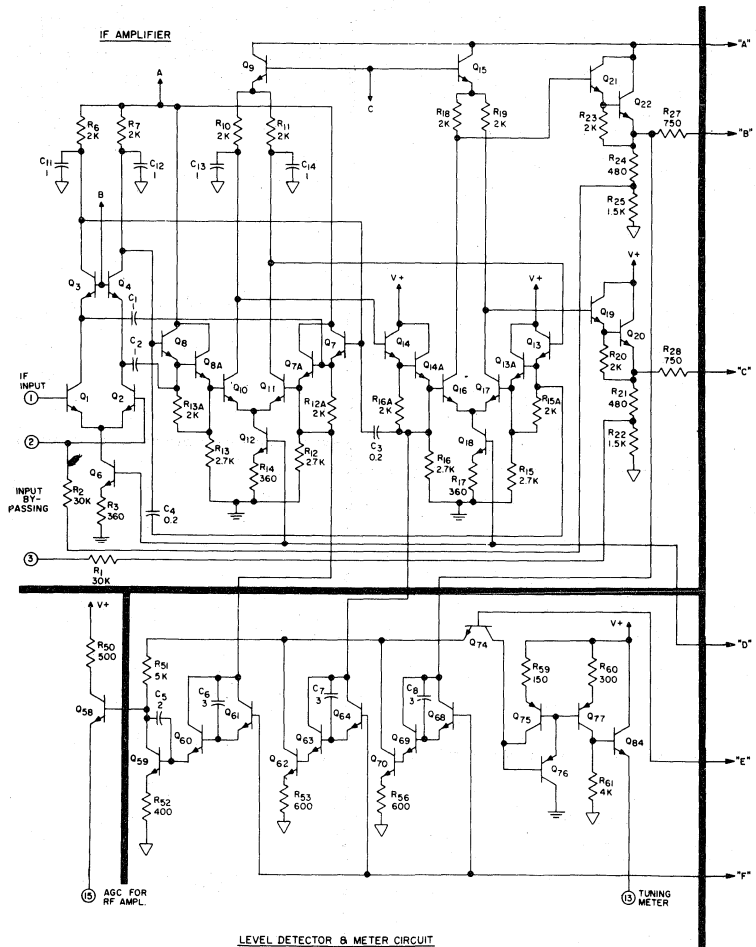 IF AMPLIFIER
"A"
Q9
Q15
Q21
Q22
A
C
R6
2K
R7
2K
R10
2K
R11
2K
R18
2K
R19
2K
R23
2K
R27
750
"B"
C11
1
C12
1
C13
1
C14
1
R24
480
R25
1.5K
B
V+
V+
V+
Q3
Q4
C1
C2
Q8
Q8A
Q7
Q7A
Q14
Q14A
Q13
Q13A
Q19
Q20
Q10
Q11
Q16
Q17
R20
2K
R28
750
"C"
IF
INPUT
1
Q1
Q2
R13A
2K
R12A
2K
R16A
2K
R15A
2K
R21
480
2
Q12
C3
0.2
Q18
R22
1.5K
R13
2.7K
R12
2.7K
R16
2.7K
R15
2.7K
Q6
R14
360
R17
360
INPUT
BY-
PASSING
R2
30K
R3
360
C4
0.2
3
R1
30K
V+
V+
"D"
R50
500
R51
5K
Q74
R59
150
R60
300
C5
2
C6
3
C7
3
C8
3
Q58
Q61
Q64
Q68
Q75
Q77
Q59
Q60
Q63
Q69
Q84
Q62
Q70
Q76
"E"
R52
400
R53
600
R56
600
R61
4K
"F"
15
AGC FOR
RF AMPL.
13
TUNING
METER
LEVEL DETECTOR & METER CIRCUIT